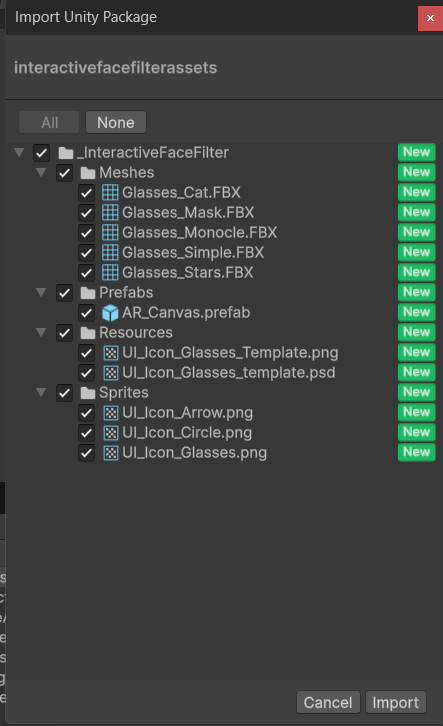 Import Unity Package
interactivefacefilterassets
All None
_InteractiveFaceFilter New
Meshes New
Glasses_Cat.FBX New
Glasses_Mask.FBX New
Glasses_Monocle.FBX New
Glasses_Simple.FBX New
Glasses_Stars.FBX New
Prefabs New
AR_Canvas.prefab New
Resources New
UI_Icon_Glasses_Template.png New
UI_Icon_Glasses_template.psd New
Sprites New
UI_Icon_Arrow.png New
UI_Icon_Circle.png New
UI_Icon_Glasses.png New
Cancel Import